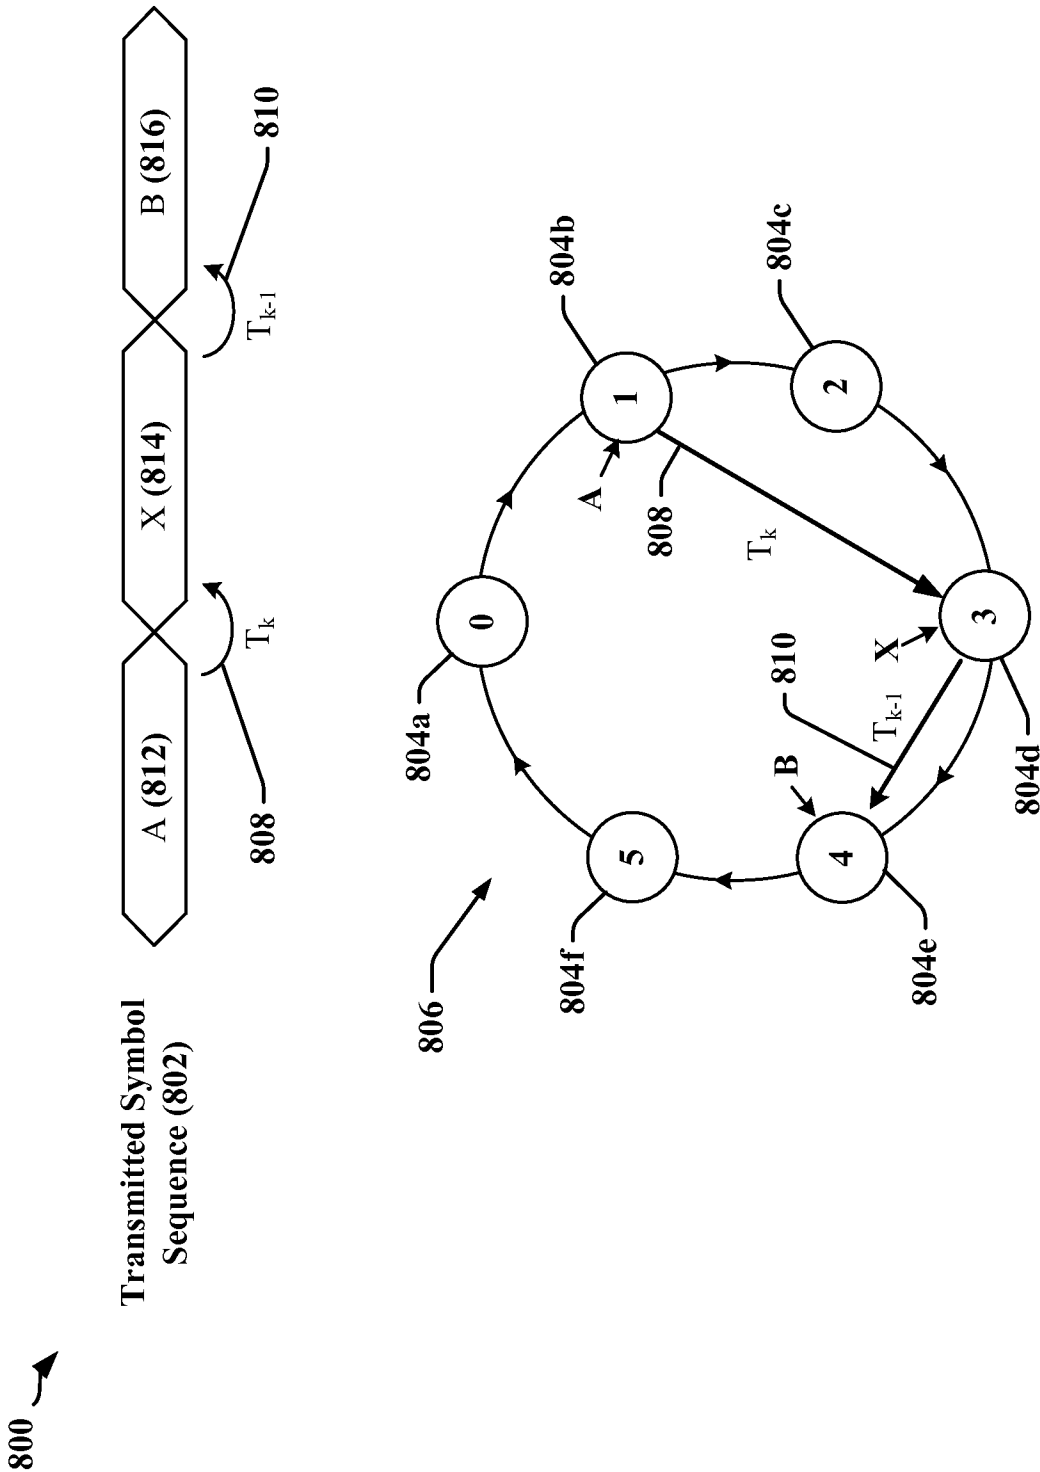 800
Transmitted Symbol
Sequence (802)
A (812)
X (814)
B (816)
808
Tk
Tk-1
810
806
804a
0
804b
1
804c
2
804d
3
804e
4
804f
5
A
808
Tk
X
810
Tk-1
B